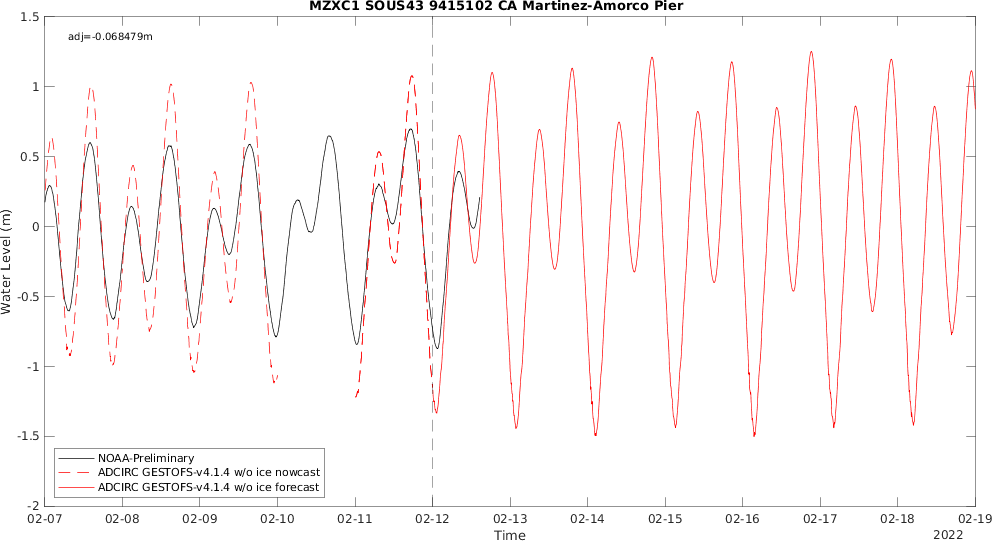 MZXC1 SOUS43 9415102 CA Martinez-Amorco Pier
1.5
adj=-0.068479m
1
0.5
0
-0.5
-1
-1.5
-2
Water Level (m)
NOAA-Preliminary
ADCIRC GESTOFS-v4.1.4 w/o ice nowcast
ADCIRC GESTOFS-v4.1.4 w/o ice forecast
02-07 02-08 02-09 02-10 02-11 02-12 02-13 02-14 02-15 02-16 02-17 02-18 02-19
Time
2022